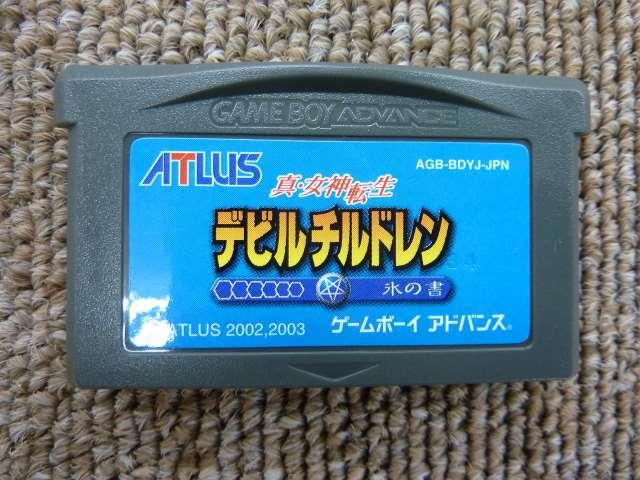 GAME BOY ADVANCE
ATLUS
AGB-BDYJ-JPN
真・女神転生
デビルチルドレン
氷の書
ATLUS 2002,2003
ゲームボーイ アドバンス®